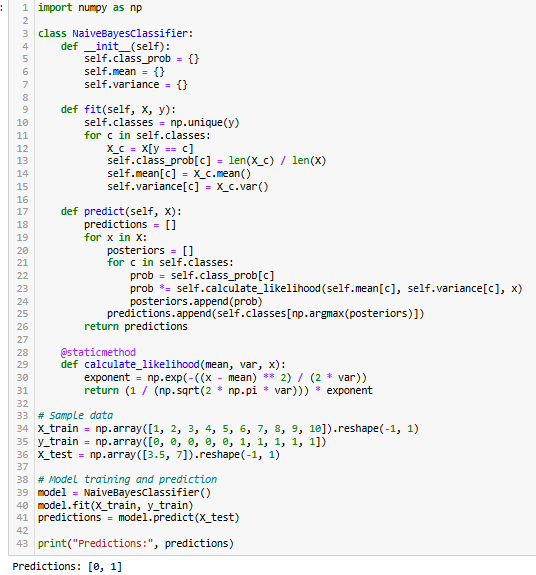 1 import numpy as np
2
3 class NaiveBayesClassifier:
4     def __init__(self):
5         self.class_prob = {}
6         self.mean = {}
7         self.variance = {}
8
9     def fit(self, X, y):
10         self.classes = np.unique(y)
11         for c in self.classes:
12             X_c = X[y == c]
13             self.class_prob[c] = len(X_c) / len(X)
14             self.mean[c] = X_c.mean()
15             self.variance[c] = X_c.var()
16
17     def predict(self, X):
18         predictions = []
19         for x in X:
20             posteriors = []
21             for c in self.classes:
22                 prob = self.class_prob[c]
23                 prob *= self.calculate_likelihood(self.mean[c], self.variance[c], x)
24                 posteriors.append(prob)
25             predictions.append(self.classes[np.argmax(posteriors)])
26         return predictions
27
28     @staticmethod
29     def calculate_likelihood(mean, var, x):
30         exponent = np.exp(-((x - mean) ** 2) / (2 * var))
31         return (1 / (np.sqrt(2 * np.pi * var))) * exponent
32
33 # Sample data
34 X_train = np.array([1, 2, 3, 4, 5, 6, 7, 8, 9, 10]).reshape(-1, 1)
35 y_train = np.array([0, 0, 0, 0, 0, 1, 1, 1, 1, 1])
36 X_test = np.array([3.5, 7]).reshape(-1, 1)
37
38 # Model training and prediction
39 model = NaiveBayesClassifier()
40 model.fit(X_train, y_train)
41 predictions = model.predict(X_test)
42
43 print("Predictions:", predictions)
Predictions: [0, 1]